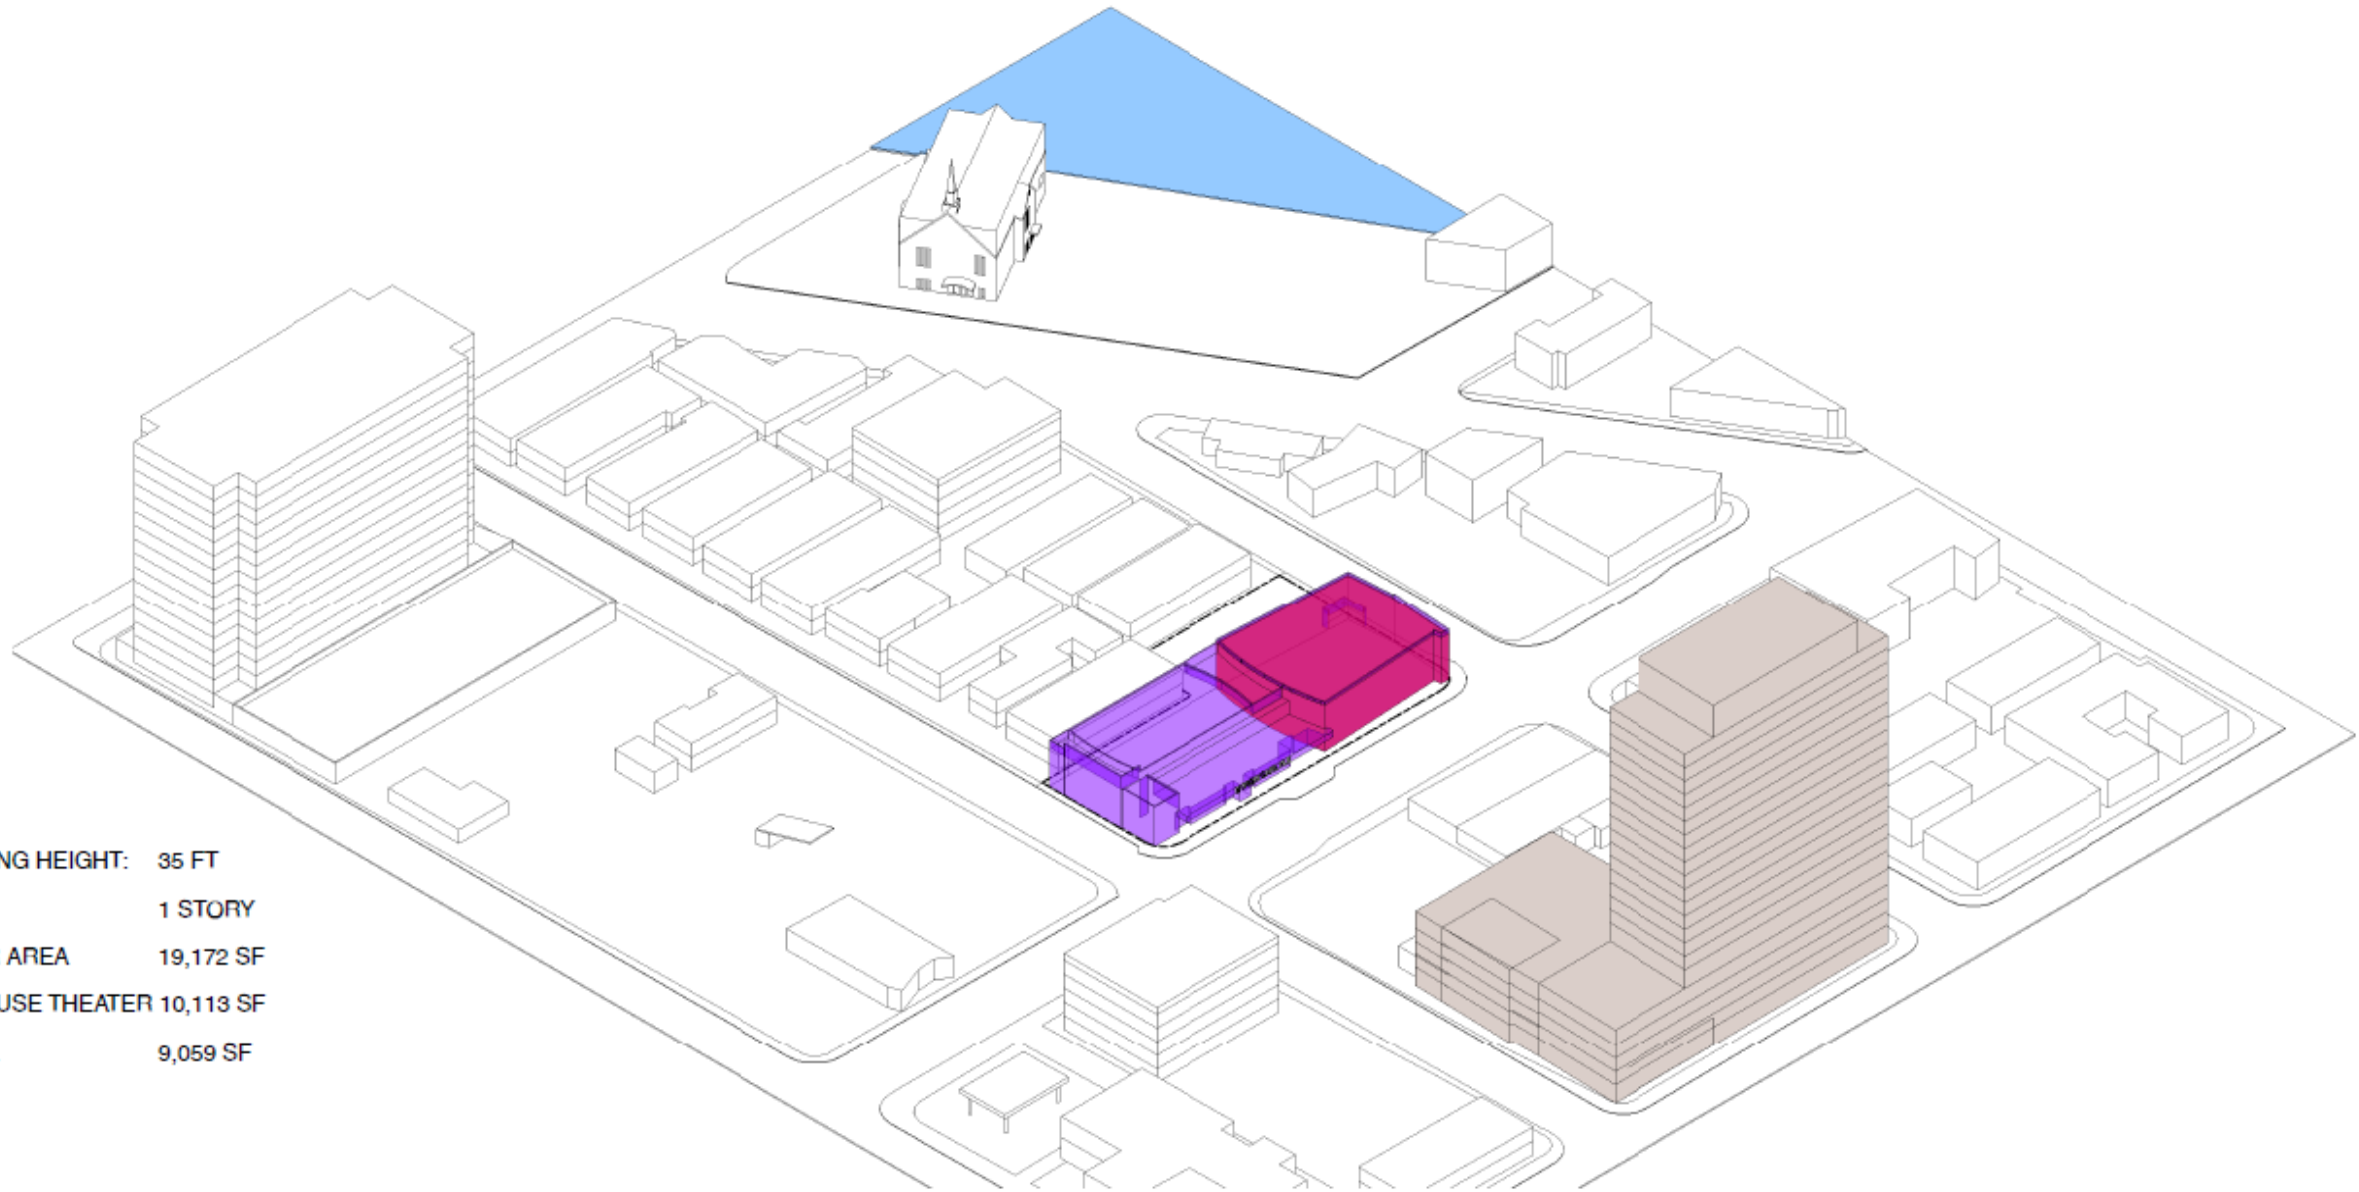 NG HEIGHT: 35 FT
1 STORY
AREA 19,172 SF
USE THEATER 10,113 SF
9,059 SF